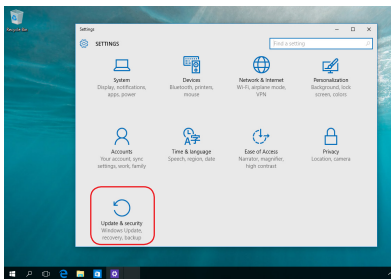 Recycle Bin
Settings
SETTINGS
Find a setting
System
Display, notifications,
apps, power
Devices
Bluetooth, printers,
mouse
Network & Internet
Wi-Fi, airplane mode,
VPN
Personalization
Background, lock
screen, colors
Accounts
Your account, sync
settings, work, family
Time & language
Speech, region, date
Ease of Access
Narrator, magnifier,
high contrast
Privacy
Location, camera
Update & security
Windows Update,
recovery, backup